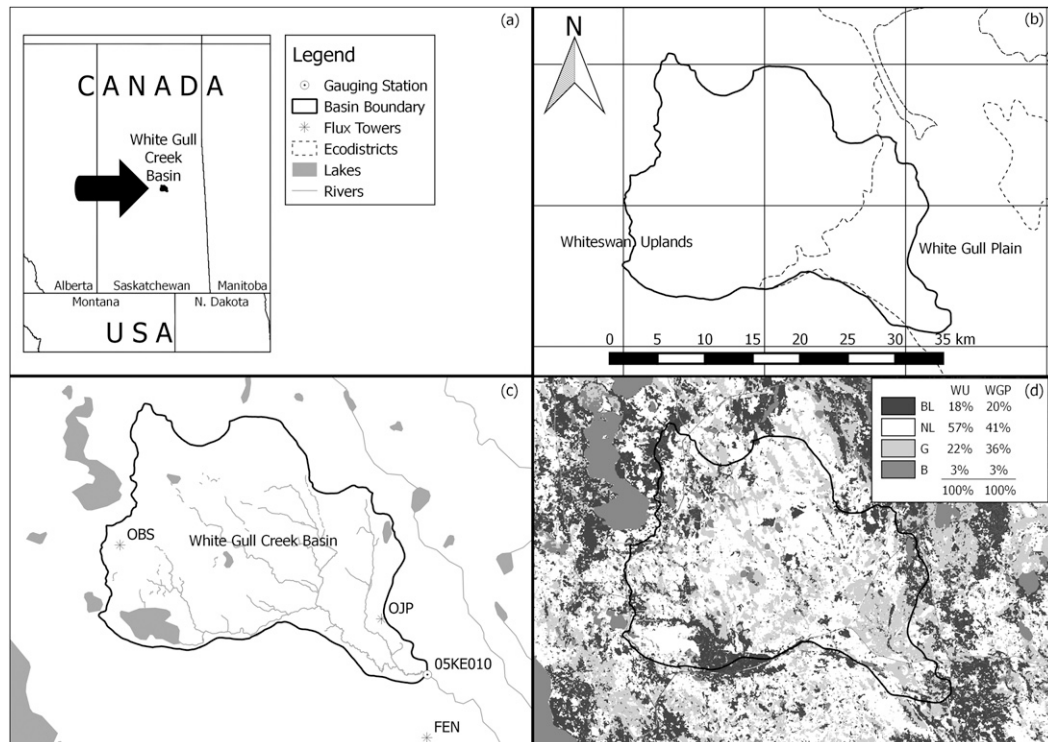 (a)
CANADA
White Gull
Creek
Basin
Alberta
Saskatchewan
Manitoba
Montana
N. Dakota
USA
Legend
Gauging Station
Basin Boundary
Flux Towers
Ecodistricts
Lakes
Rivers
(b)
N
Whiteswan Uplands
White Gull Plain
0 5 10 15 20 25 30 35 km
(c)
OBS
White Gull Creek Basin
OJP
05KE010
FEN
(d)
WU WGP
BL 18% 20%
NL 57% 41%
G 22% 36%
B 3% 3%
100% 100%